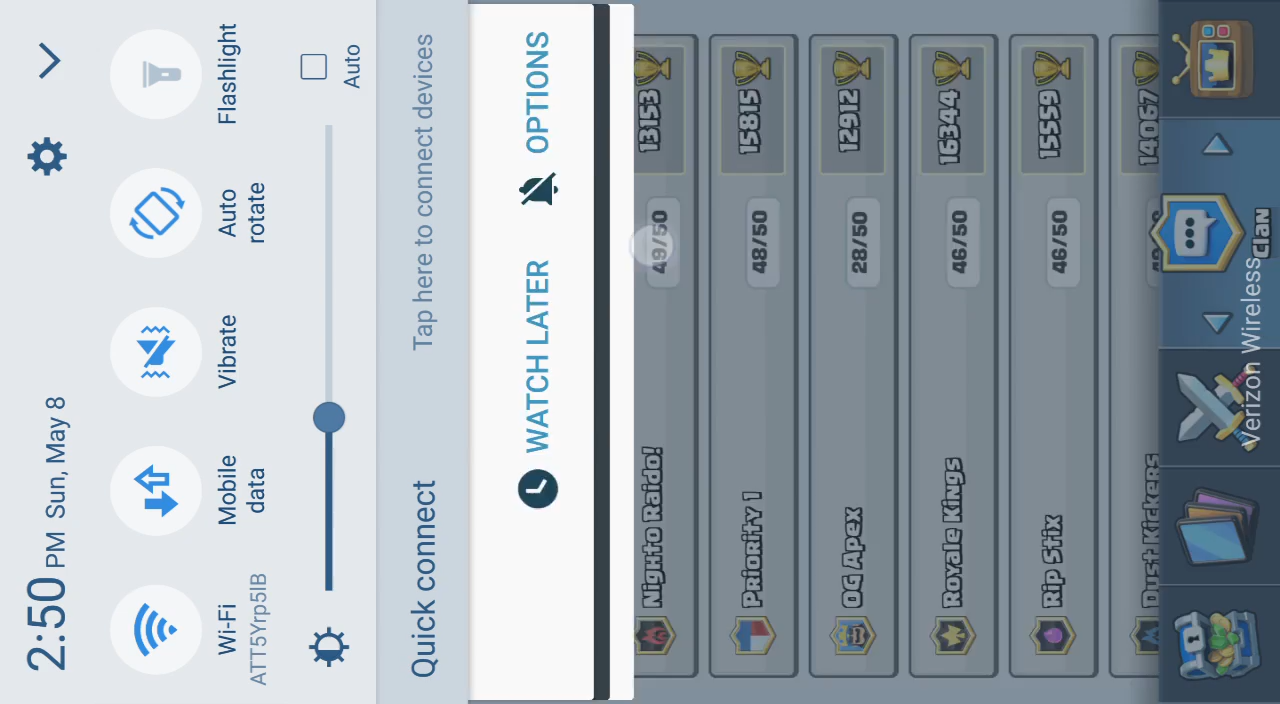 2:50 PM Sun, May 8
Wi-Fi
ATT5Yrp5IB
Mobile data
Vibrate
Auto rotate
Flashlight
Auto
Quick connect
Tap here to connect devices
WATCH LATER
OPTIONS
Nighto Raido! 49/50 13153
Priority 1 48/50 15815
OG Apex 28/50 12912
Royale Kings 46/50 16344
Rip Stix 46/50 15559
Dust Kickers 14067
Clan
Verizon Wireless